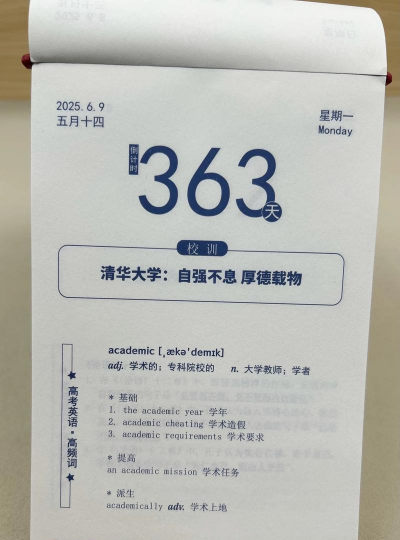 2025.6.9
五月十四
星期一
Monday
倒计时
363
天
校训
清华大学：自强不息 厚德载物
★ 高考英语·高频词 ★
academic [ˌækəˈdemɪk]
adj. 学术的；专科院校的 n. 大学教师；学者
* 基础
1. the academic year 学年
2. academic cheating 学术造假
3. academic requirements 学术要求
* 提高
an academic mission 学术任务
* 派生
academically adv. 学术上地